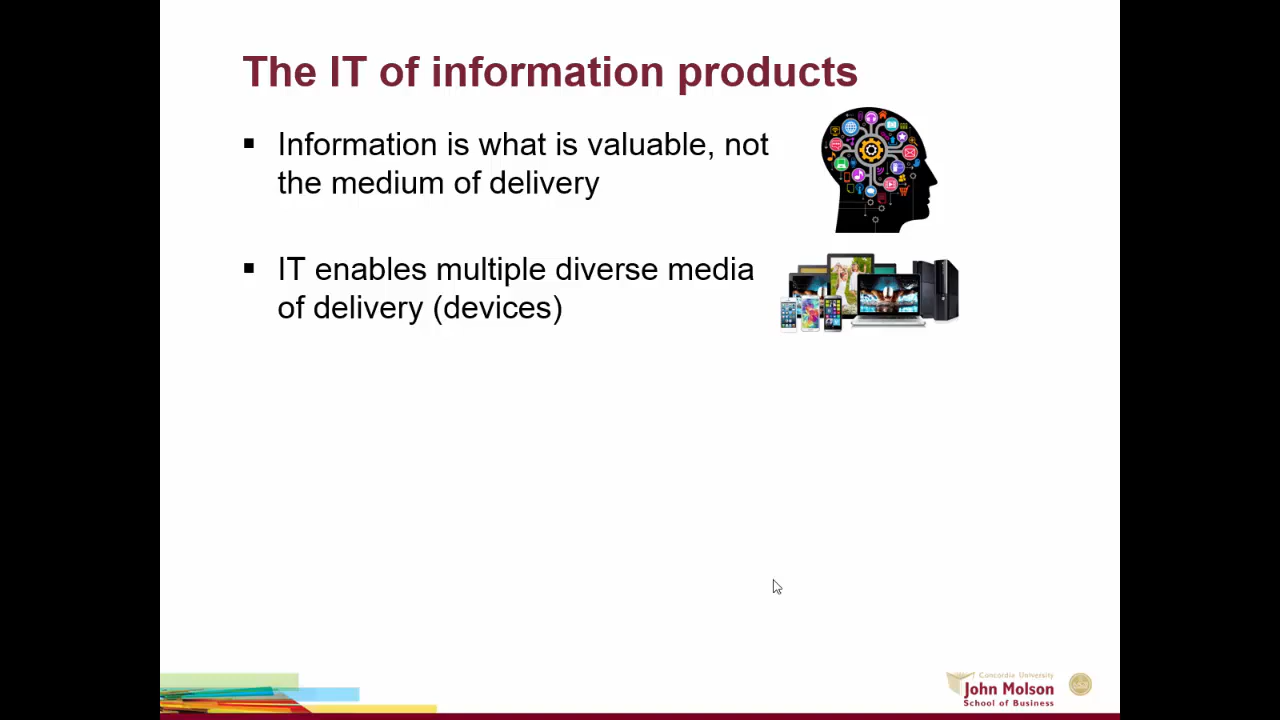 The IT of information products
▪ Information is what is valuable, not
the medium of delivery
▪ IT enables multiple diverse media
of delivery (devices)
Concordia University
John Molson
School of Business